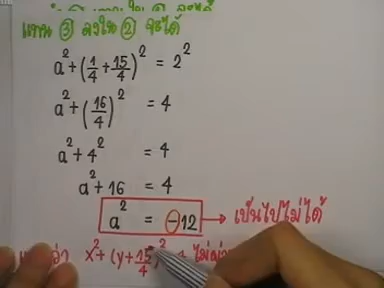 แทน ③ ลงใน ② จะได้
a² + (1/4 + 15/4)² = 2²
a² + (16/4)² = 4
a² + 4² = 4
a² + 16 = 4
a² = -12 → เป็นไปไม่ได้
x² + (y + 15/4)²